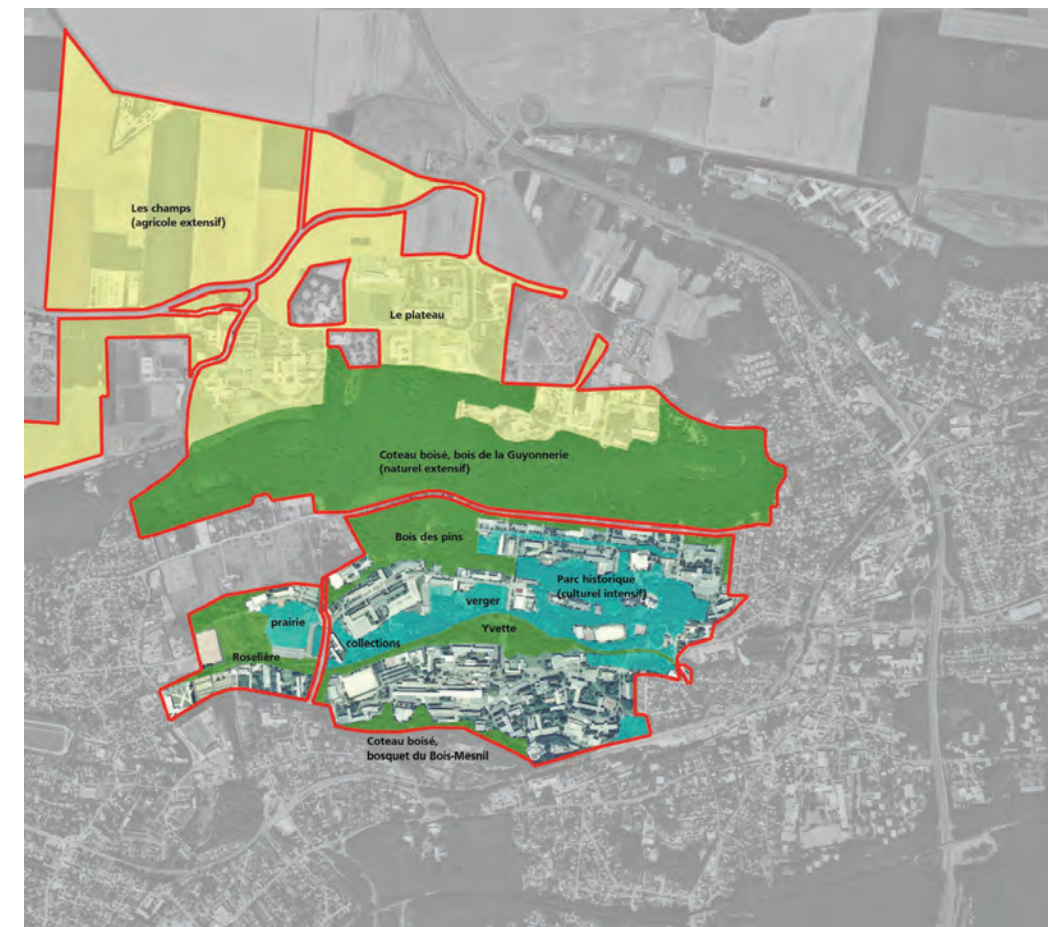 Les champs
(agricole extensif)
Le plateau
Coteau boisé, bois de la Guyonnerie
(naturel extensif)
Bois des pins
Parc historique
(culturel intensif)
verger
prairie
Yvette
collections
Roselière
Coteau boisé,
bosquet du Bois-Mesnil